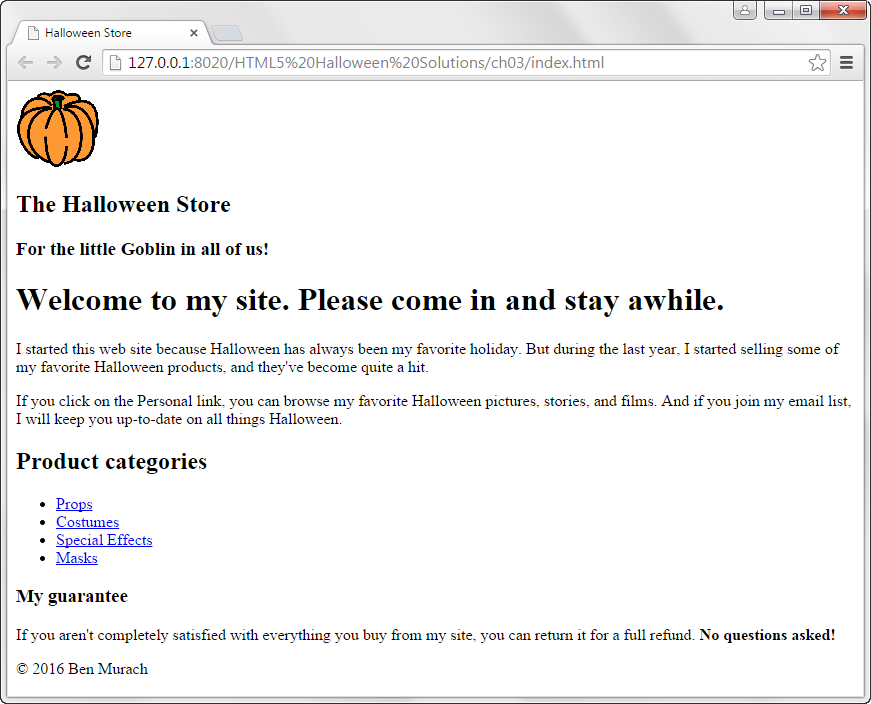 Halloween Store
127.0.0.1:8020/HTML5%20Halloween%20Solutions/ch03/index.html
The Halloween Store
For the little Goblin in all of us!
Welcome to my site. Please come in and stay awhile.
I started this web site because Halloween has always been my favorite holiday. But during the last year, I started selling some of
my favorite Halloween products, and they've become quite a hit.
If you click on the Personal link, you can browse my favorite Halloween pictures, stories, and films. And if you join my email list,
I will keep you up-to-date on all things Halloween.
Product categories
• Props
• Costumes
• Special Effects
• Masks
My guarantee
If you aren't completely satisfied with everything you buy from my site, you can return it for a full refund. No questions asked!
© 2016 Ben Murach